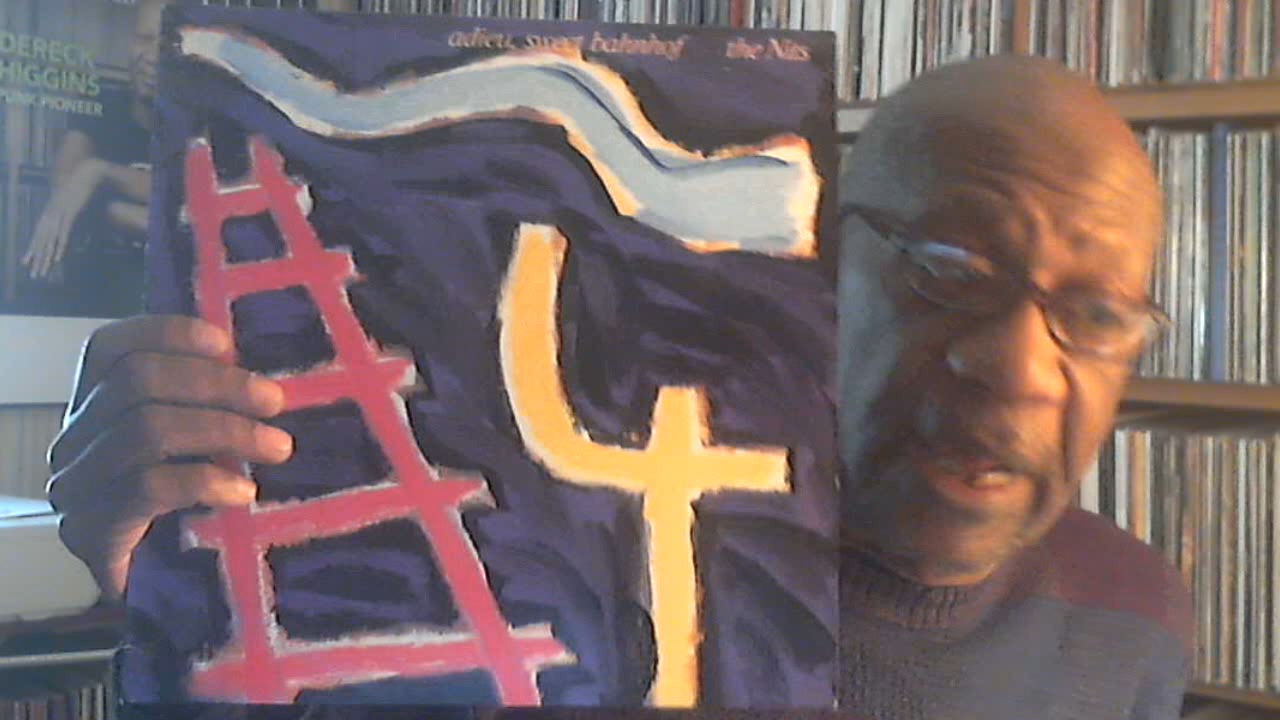 DERECK
HIGGINS
PUNK PIONEER
adieu, sweet bahnhof the Nits